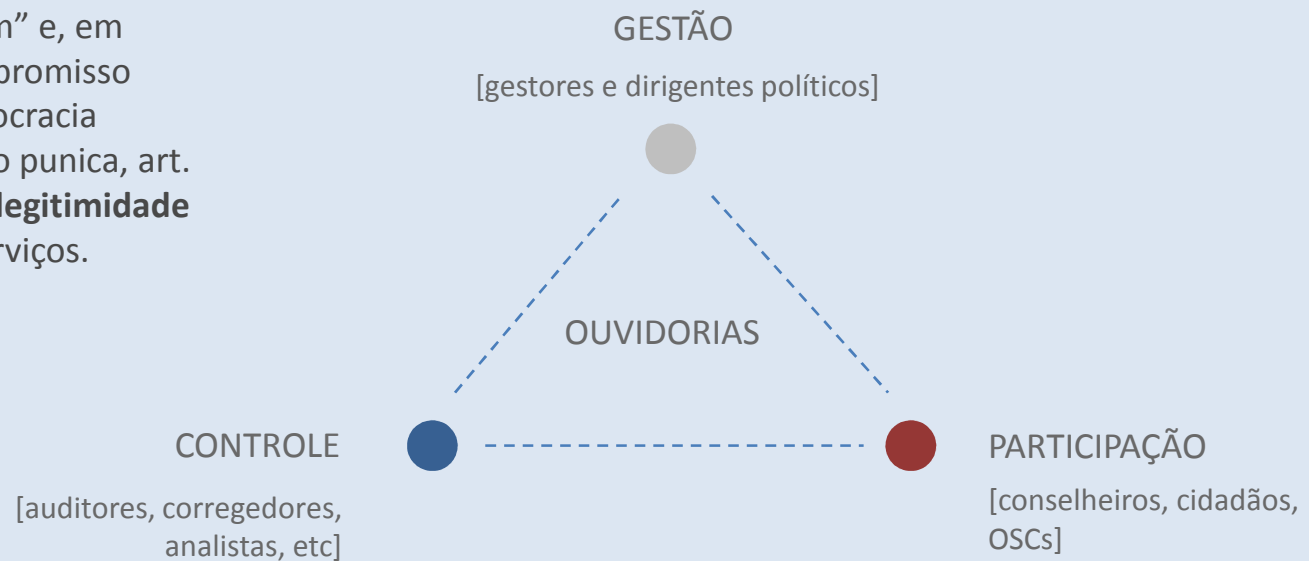 m” e, em
promisso
ocracia
o punica, art.
legitimidade
rviços.
GESTÃO
[gestores e dirigentes políticos]
OUVIDORIAS
CONTROLE
[auditores, corregedores,
analistas, etc]
PARTICIPAÇÃO
[conselheiros, cidadãos,
OSCs]